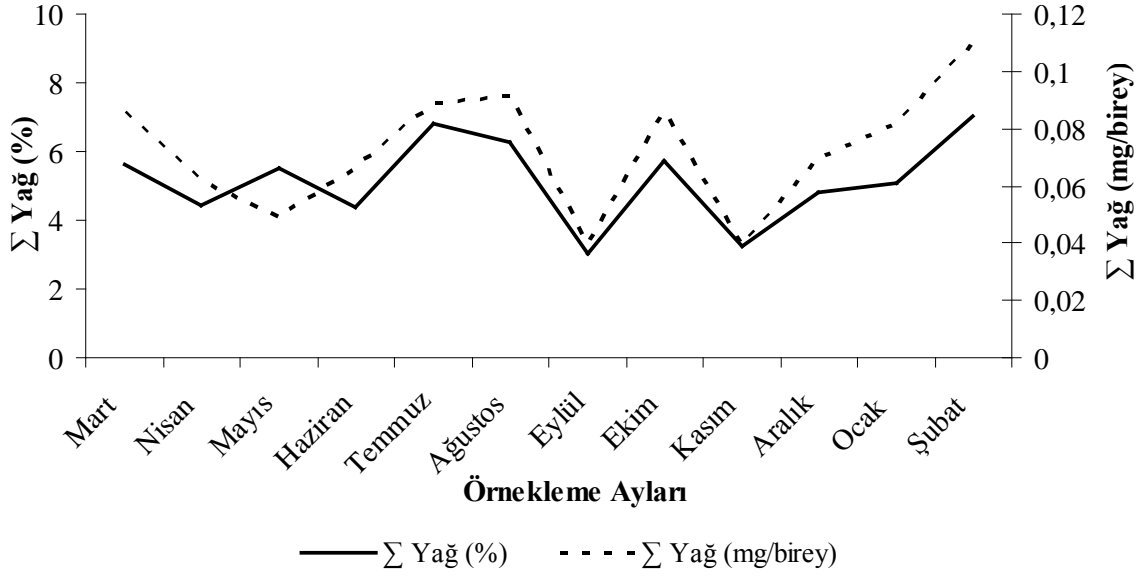 10
8
6
4
2
0
∑ Yağ (%)
0,12
0,1
0,08
0,06
0,04
0,02
0
∑ Yağ (mg/birey)
Mart
Nisan
Mayıs
Haziran
Temmuz
Ağustos
Eylül
Ekim
Kasım
Aralık
Ocak
Şubat
Örnekleme Ayları
∑ Yağ (%)
∑ Yağ (mg/birey)